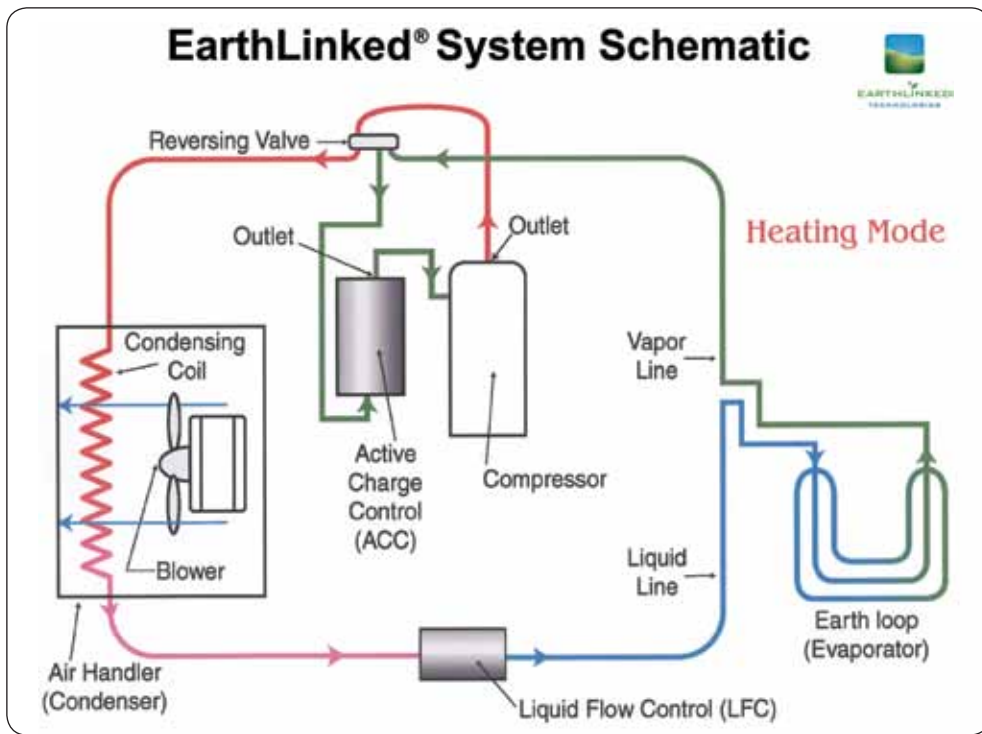 EarthLinked® System Schematic
EARTHLINKED
TECHNOLOGIES
Reversing Valve
Heating Mode
Outlet
Outlet
Condensing
Coil
Vapor
Line
Active
Charge
Control
(ACC)
Compressor
Blower
Liquid
Line
Earth loop
(Evaporator)
Air Handler
(Condenser)
Liquid Flow Control (LFC)